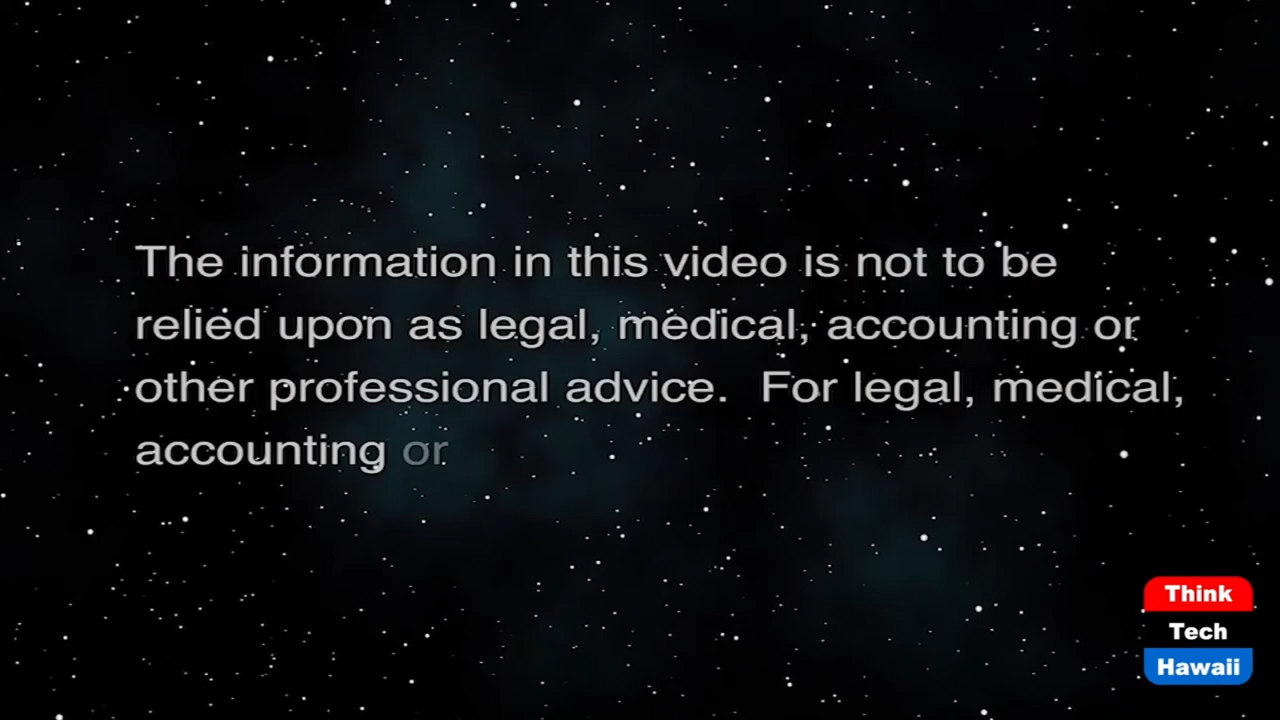 The information in this video is not to be
relied upon as legal, medical, accounting or
other professional advice.  For legal, medical,
accounting or
Think
Tech
Hawaii